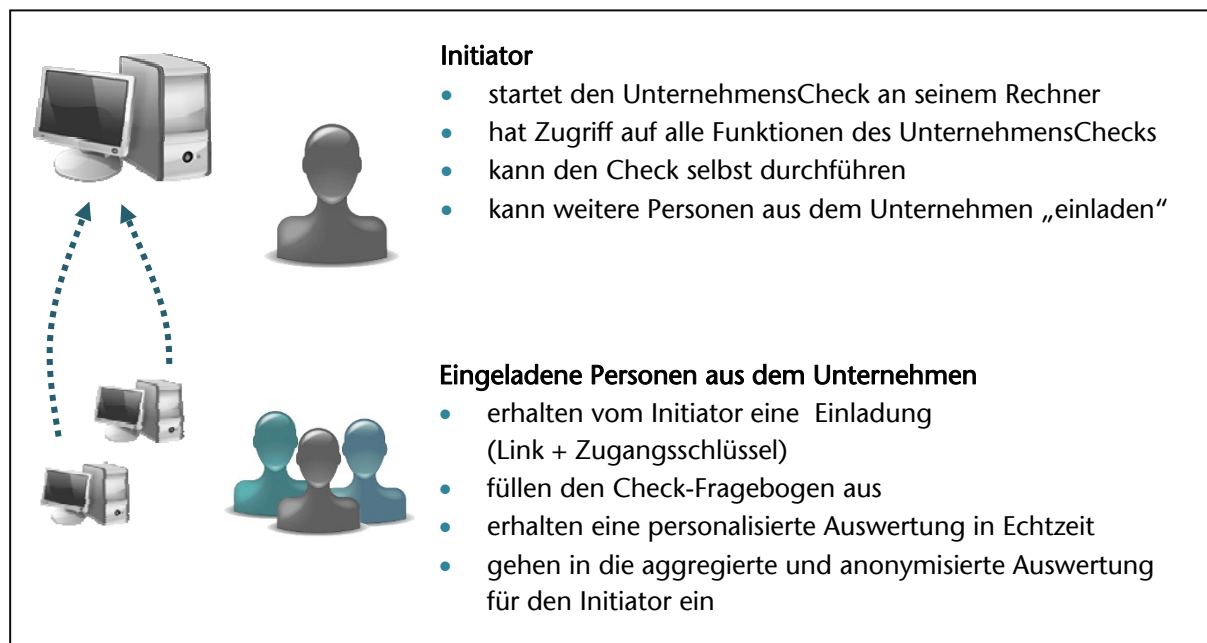 Initiator
• startet den UnternehmensCheck an seinem Rechner
• hat Zugriff auf alle Funktionen des UnternehmensChecks
• kann den Check selbst durchführen
• kann weitere Personen aus dem Unternehmen „einladen“
Eingeladene Personen aus dem Unternehmen
• erhalten vom Initiator eine Einladung
(Link + Zugangsschlüssel)
• füllen den Check-Fragebogen aus
• erhalten eine personalisierte Auswertung in Echtzeit
• gehen in die aggregierte und anonymisierte Auswertung
für den Initiator ein